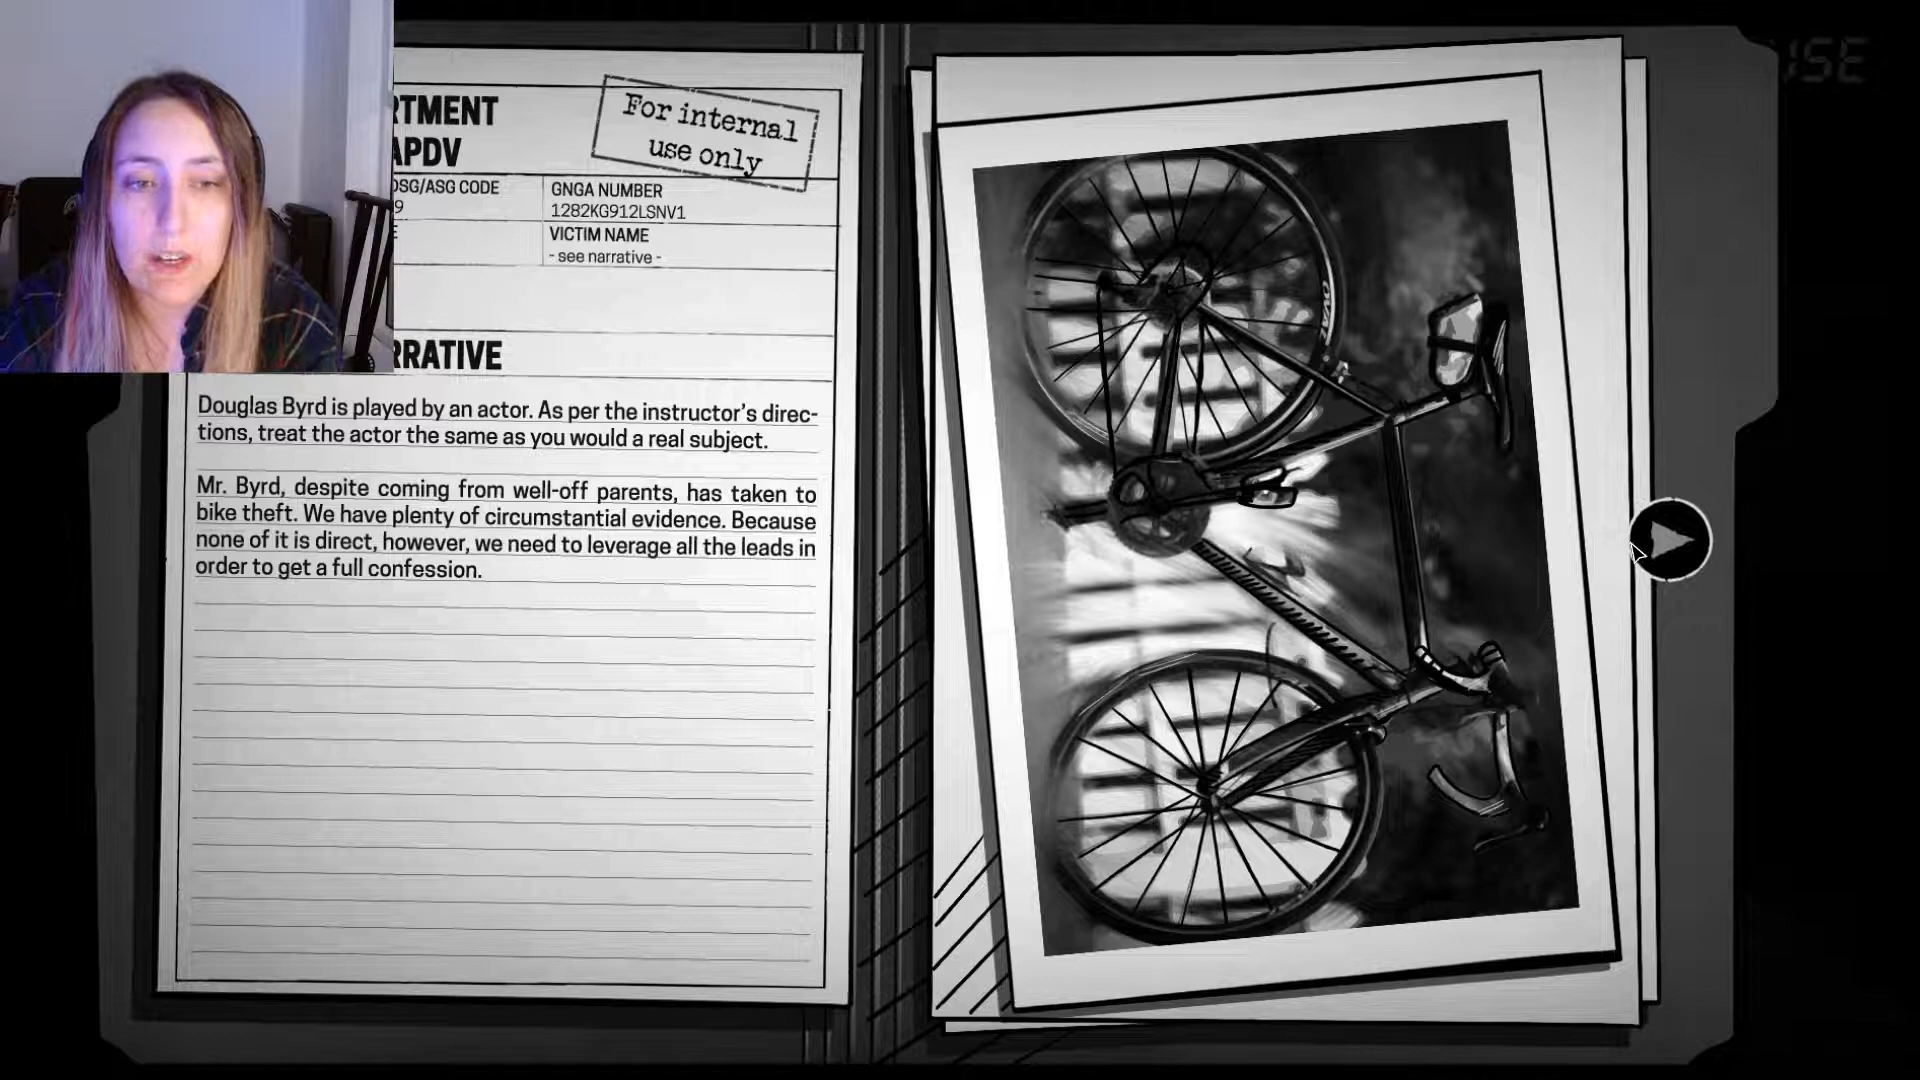 RTMENT
APDV
For internal
use only
OSG/ASG CODE
9
GNGA NUMBER
1282KG912LSNV1
E
VICTIM NAME
- see narrative -
RRATIVE
Douglas Byrd is played by an actor. As per the instructor's direc-
tions, treat the actor the same as you would a real subject.
Mr. Byrd, despite coming from well-off parents, has taken to
bike theft. We have plenty of circumstantial evidence. Because
none of it is direct, however, we need to leverage all the leads in
order to get a full confession.
OVAL
USE